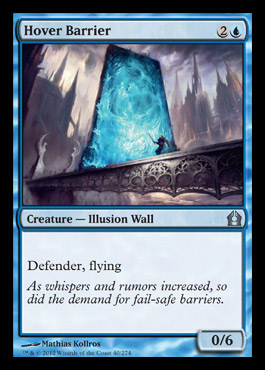 Hover Barrier 2
Creature — Illusion Wall
Defender, flying
As whispers and rumors increased, so
did the demand for fail-safe barriers.
Mathias Kollros
™ & © 2012 Wizards of the Coast 40/274
0/6